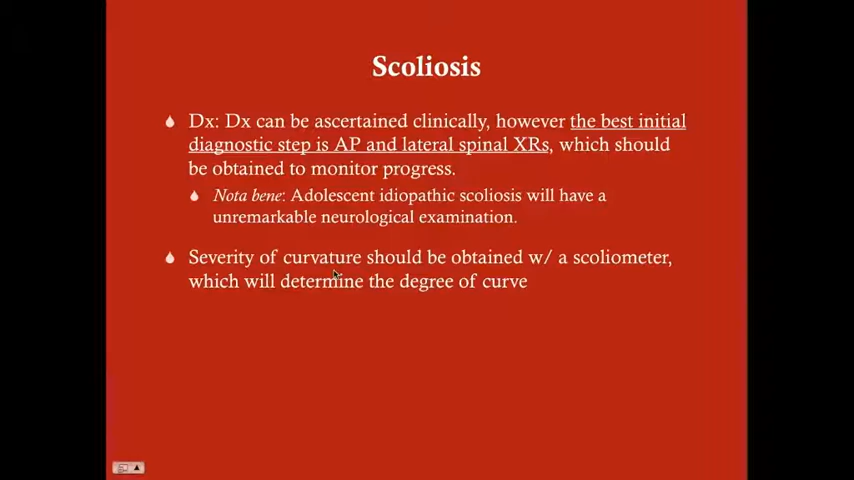 Scoliosis
Dx: Dx can be ascertained clinically, however the best initial
diagnostic step is AP and lateral spinal XRs, which should
be obtained to monitor progress.
Nota bene: Adolescent idiopathic scoliosis will have a
unremarkable neurological examination.
Severity of curvature should be obtained w/ a scoliometer,
which will determine the degree of curve